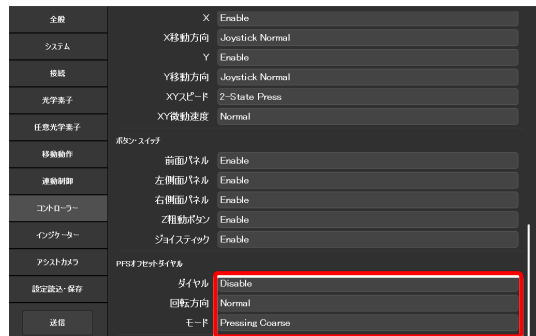 全般
システム
接続
光学素子
任意光学素子
移動動作
連動制御
コントローラー
インジケーター
アシストカメラ
設定読込・保存
送信
X Enable
X移動方向 Joystick Normal
Y Enable
Y移動方向 Joystick Normal
XYスピード 2-State Press
XY微動速度 Normal
ボタン・スイッチ
前面パネル Enable
左側面パネル Enable
右側面パネル Enable
Z粗動ボタン Enable
ジョイスティック Enable
PFSオフセットダイヤル
ダイヤル Disable
回転方向 Normal
モード Pressing Coarse